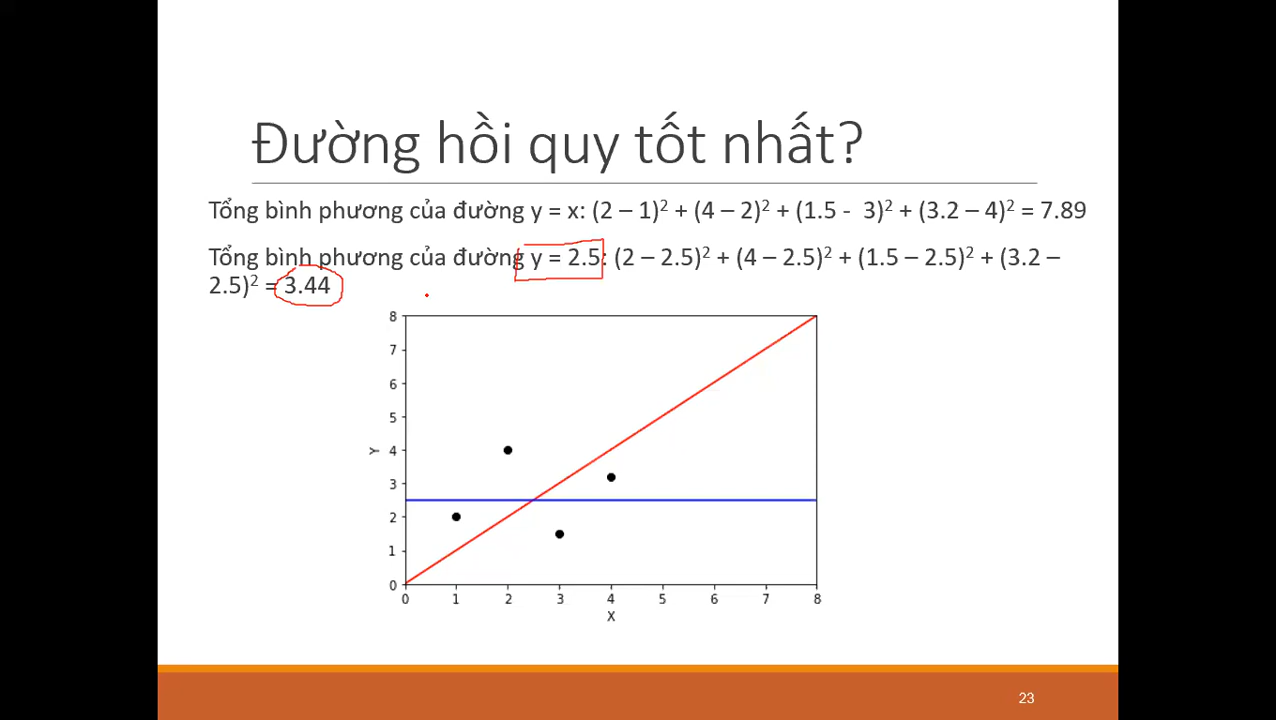 Đường hồi quy tốt nhất?
Tổng bình phương của đường y = x: (2 – 1)² + (4 – 2)² + (1.5 - 3)² + (3.2 – 4)² = 7.89
Tổng bình phương của đường y = 2.5: (2 – 2.5)² + (4 – 2.5)² + (1.5 – 2.5)² + (3.2 –
2.5)² = 3.44
8
7
6
5
Y 4
3
2
1
0
0 1 2 3 4 5 6 7 8
X
23